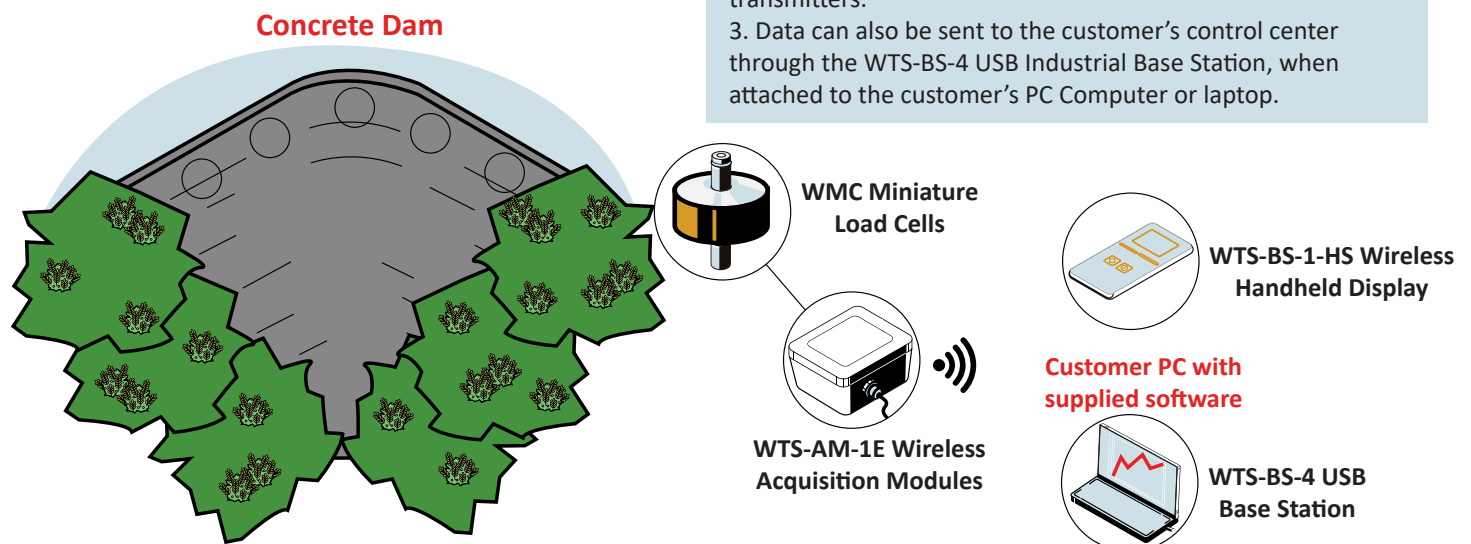 transmitters.
3. Data can also be sent to the customer’s control center
through the WTS-BS-4 USB Industrial Base Station, when
attached to the customer’s PC Computer or laptop.
Concrete Dam
WMC Miniature
Load Cells
WTS-BS-1-HS Wireless
Handheld Display
WTS-AM-1E Wireless
Acquisition Modules
Customer PC with
supplied software
WTS-BS-4 USB
Base Station